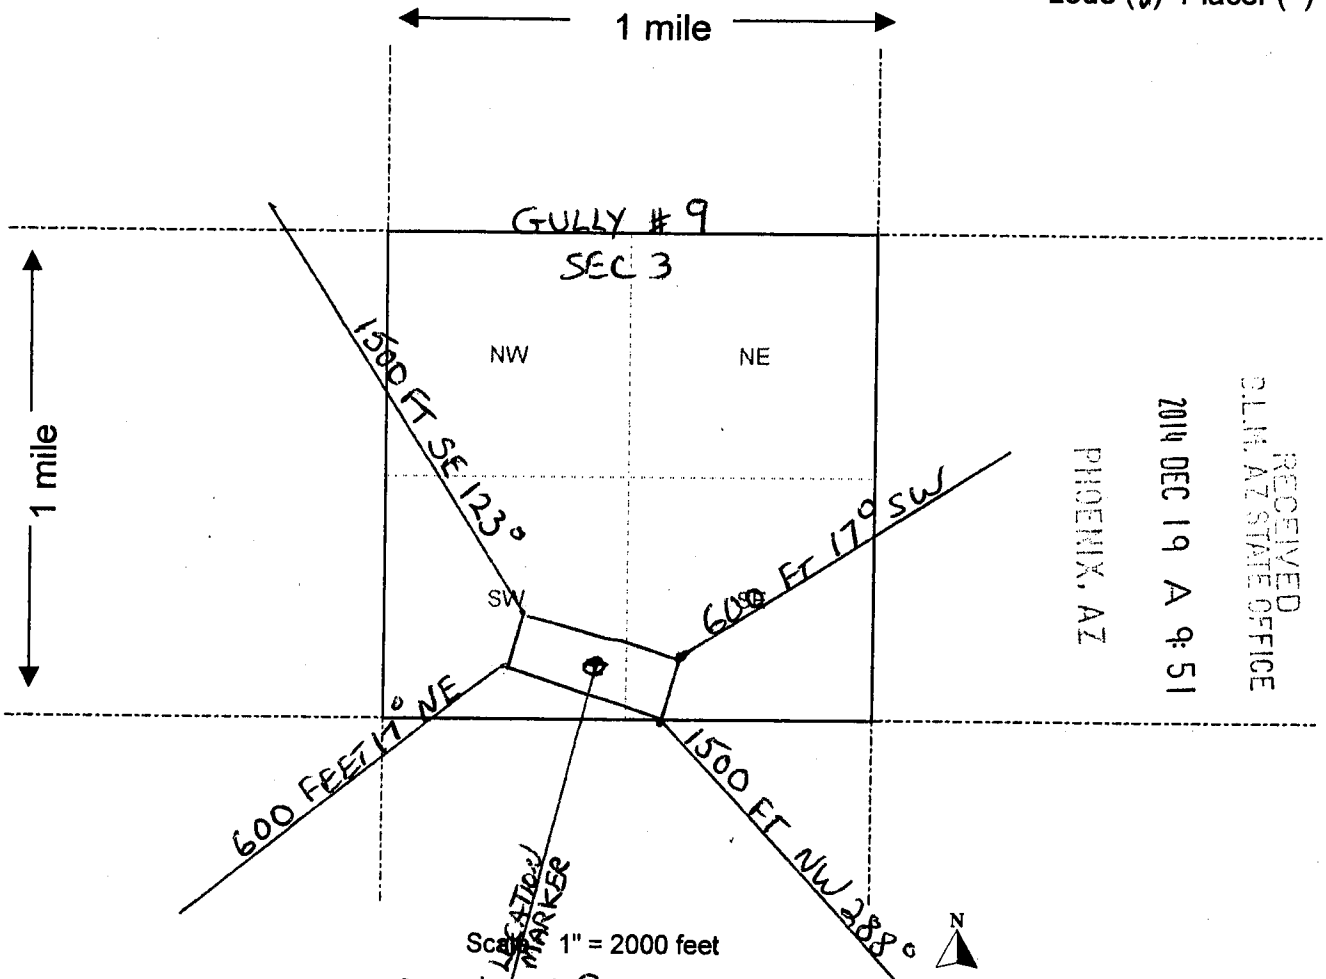 1 mile
GULLY # 9
SEC 3
NW NE
1 mile
1500 FT SE 123°
600 FT 17° SW
SW
SE
600 FEET 17° NE
1500 FT NW 288°
LOCATION
MARKER
Scale 1" = 2000 feet
N
RECEIVED
B.L.M. AZ STATE OFFICE
2014 DEC 19 A 9:51
PHOENIX, AZ